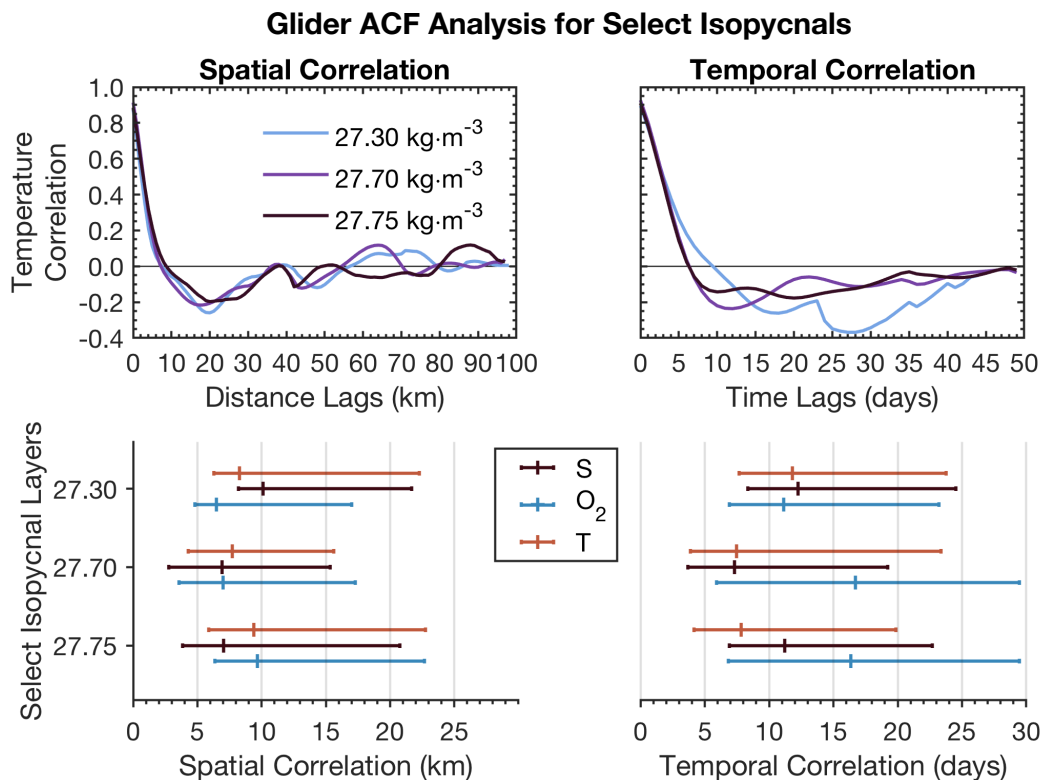 Glider ACF Analysis for Select Isopycnals
Spatial Correlation
Temporal Correlation
Temperature
Correlation
1.0
0.8
0.6
0.4
0.2
0.0
-0.2
-0.4
27.30 kg·m-3
27.70 kg·m-3
27.75 kg·m-3
0 10 20 30 40 50 60 70 80 90 100
0 5 10 15 20 25 30 35 40 45 50
Distance Lags (km)
Time Lags (days)
Select Isopycnal Layers
27.30
27.70
27.75
S
O2
T
0 5 10 15 20 25
0 5 10 15 20 25 30
Spatial Correlation (km)
Temporal Correlation (days)